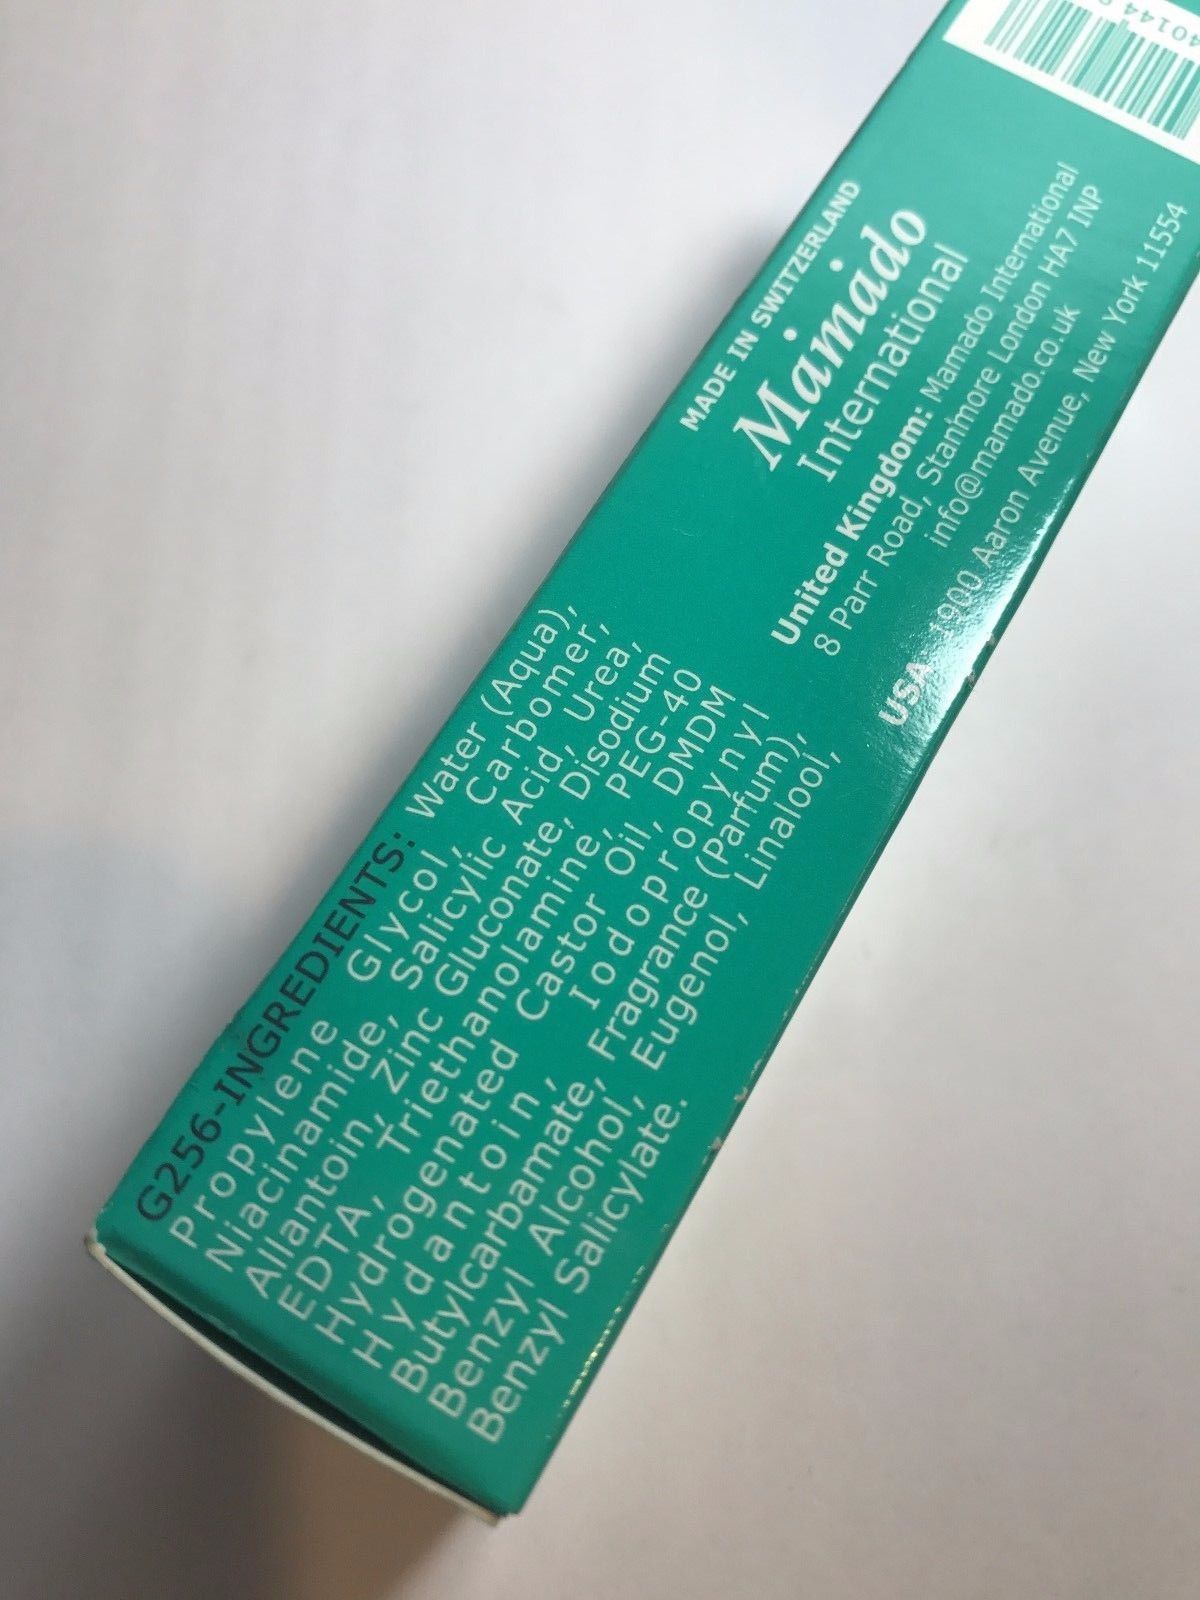 G256-INGREDIENTS: Water (Aqua),
Propylene Glycol, Carbomer,
Niacinamide, Salicylic Acid, Urea,
Allantoin, Zinc Gluconate, Disodium
EDTA, Triethanolamine, PEG-40
Hydrogenated Castor Oil, DMDM
Hydantoin, Iodopropynyl
Butylcarbamate, Fragrance (Parfum),
Benzyl Alcohol, Eugenol, Linalool,
Benzyl Salicylate.
MADE IN SWITZERLAND
Mamado
International
United Kingdom: Mamado International
8 Parr Road, Stanmore London HA7 INP
info@mamado.co.uk
USA 1900 Aaron Avenue, New York 11554
40144